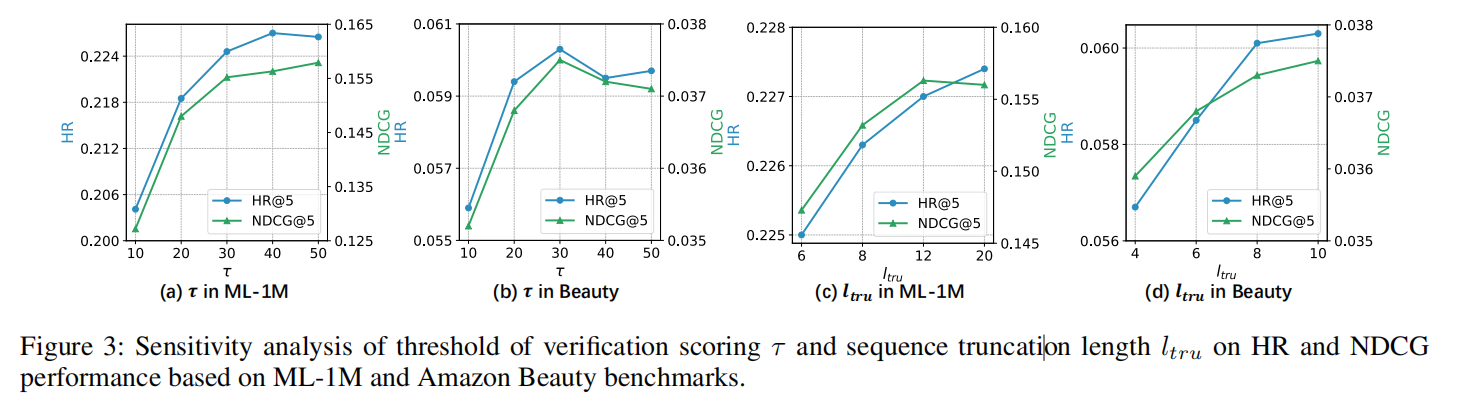 0.224
0.218
0.212
0.206
0.200
HR
0.165
0.155
0.145
0.135
0.125
NDCG
HR@5
NDCG@5
10 20 30 40 50
τ
(a) τ in ML-1M
0.061
0.059
0.057
0.055
HR
0.038
0.037
0.036
0.035
NDCG
HR@5
NDCG@5
10 20 30 40 50
τ
(b) τ in Beauty
0.228
0.227
0.226
0.225
HR
0.160
0.155
0.150
0.145
NDCG
HR@5
NDCG@5
6 8 12 20
l_tru
(c) l_tru in ML-1M
0.060
0.058
0.056
HR
0.038
0.037
0.036
0.035
NDCG
HR@5
NDCG@5
4 6 8 10
l_tru
(d) l_tru in Beauty
Figure 3: Sensitivity analysis of threshold of verification scoring τ and sequence truncation length l_tru on HR and NDCG
performance based on ML-1M and Amazon Beauty benchmarks.